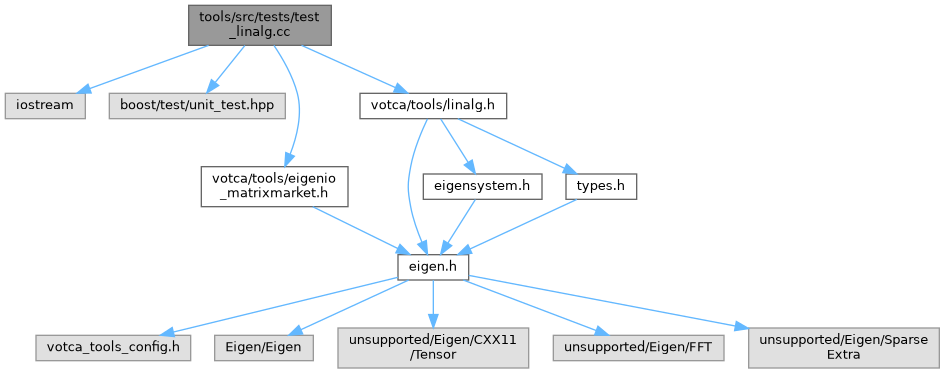 tools/src/tests/test
_linalg.cc
iostream
boost/test/unit_test.hpp
votca/tools/linalg.h
votca/tools/eigenio
_matrixmarket.h
eigensystem.h
types.h
eigen.h
votca_tools_config.h
Eigen/Eigen
unsupported/Eigen/CXX11
/Tensor
unsupported/Eigen/FFT
unsupported/Eigen/Sparse
Extra